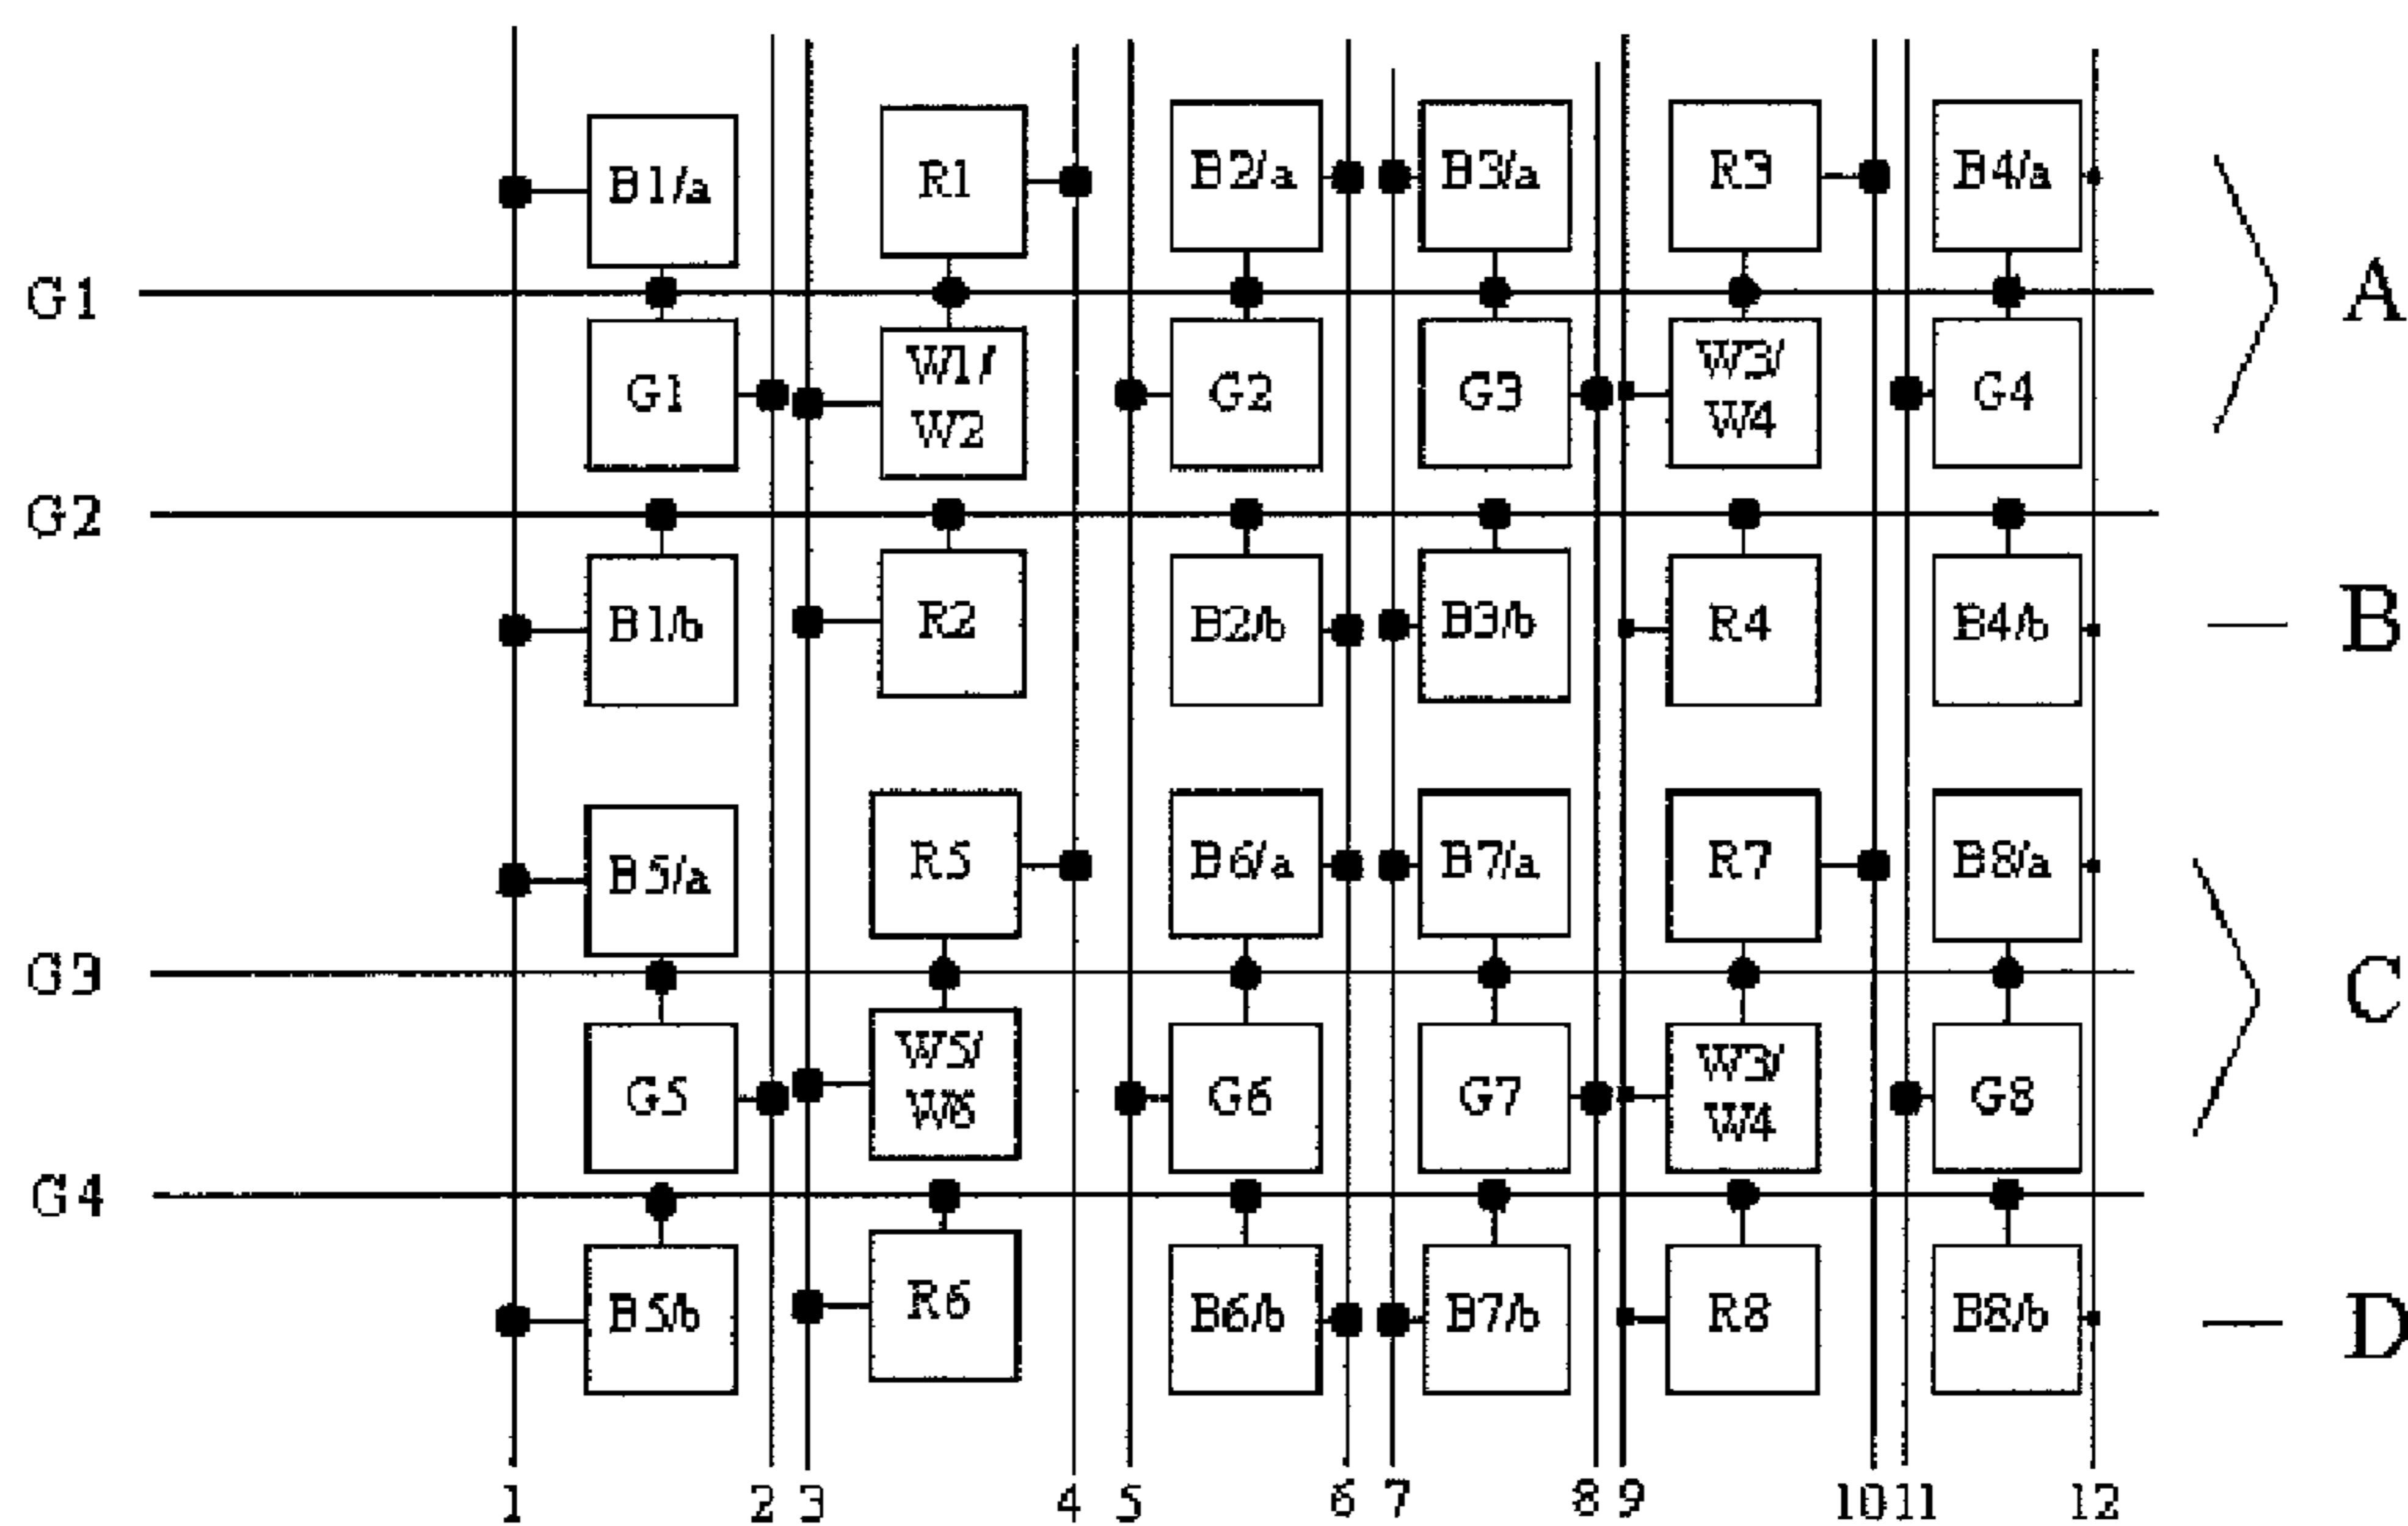 B1/a R1 B2/a B3/a R3 B4/a
G1 A
G1 W1/ G2 G3 W3/ G4
W2 W4
G2
B1/b R2 B2/b B3/b R4 B4/b B
B5/a R5 B6/a B7/a R7 B8/a
G3 C
G5 W5/ G6 G7 W3/ G8
W6 W4
G4
B5/b R6 B6/b B7/b R8 B8/b D
1 2 3 4 5 6 7 8 9 10 11 12